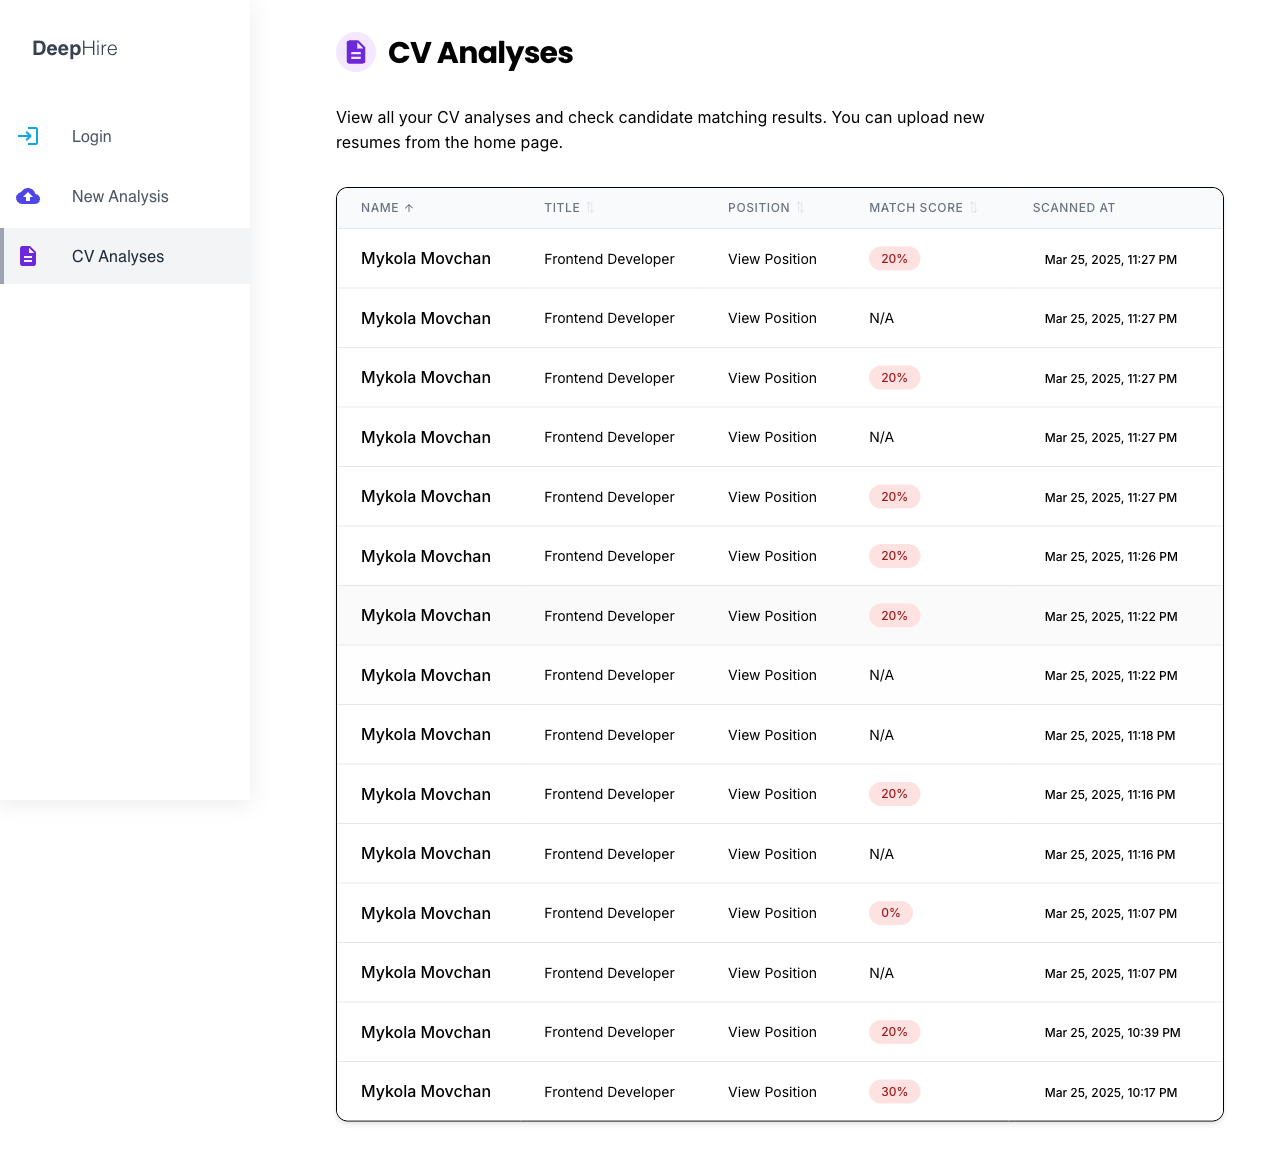 DeepHire
Login
New Analysis
CV Analyses
CV Analyses
View all your CV analyses and check candidate matching results. You can upload new
resumes from the home page.
NAME ↑ TITLE ⇅ POSITION ⇅ MATCH SCORE ⇅ SCANNED AT
Mykola Movchan Frontend Developer View Position 20% Mar 25, 2025, 11:27 PM
Mykola Movchan Frontend Developer View Position N/A Mar 25, 2025, 11:27 PM
Mykola Movchan Frontend Developer View Position 20% Mar 25, 2025, 11:27 PM
Mykola Movchan Frontend Developer View Position N/A Mar 25, 2025, 11:27 PM
Mykola Movchan Frontend Developer View Position 20% Mar 25, 2025, 11:27 PM
Mykola Movchan Frontend Developer View Position 20% Mar 25, 2025, 11:26 PM
Mykola Movchan Frontend Developer View Position 20% Mar 25, 2025, 11:22 PM
Mykola Movchan Frontend Developer View Position N/A Mar 25, 2025, 11:22 PM
Mykola Movchan Frontend Developer View Position N/A Mar 25, 2025, 11:18 PM
Mykola Movchan Frontend Developer View Position 20% Mar 25, 2025, 11:16 PM
Mykola Movchan Frontend Developer View Position N/A Mar 25, 2025, 11:16 PM
Mykola Movchan Frontend Developer View Position 0% Mar 25, 2025, 11:07 PM
Mykola Movchan Frontend Developer View Position N/A Mar 25, 2025, 11:07 PM
Mykola Movchan Frontend Developer View Position 20% Mar 25, 2025, 10:39 PM
Mykola Movchan Frontend Developer View Position 30% Mar 25, 2025, 10:17 PM